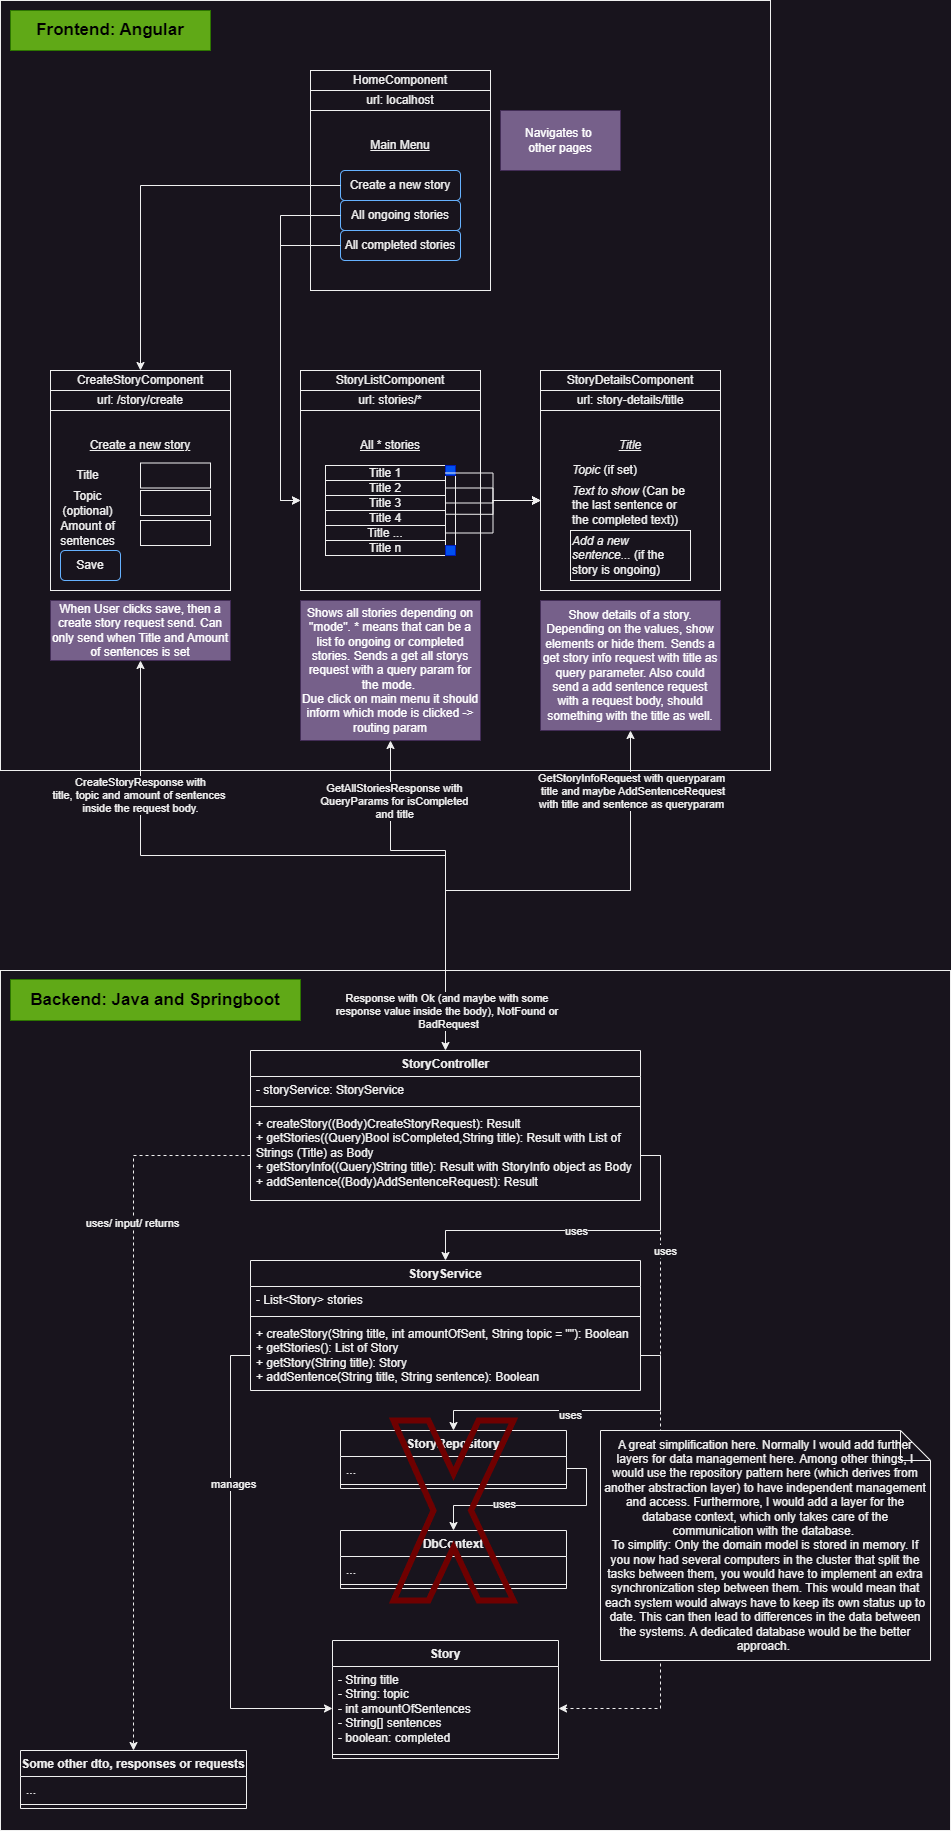 Frontend: Angular
HomeComponent
url: localhost
Main Menu
Create a new story
All ongoing stories
All completed stories
Navigates to
other pages
CreateStoryComponent
url: /story/create
Create a new story
Title
Topic
(optional)
Amount of
sentences
Save
When User clicks save, then a
create story request send. Can
only send when Title and Amount
of sentences is set
StoryListComponent
url: stories/*
All * stories
Title 1
Title 2
Title 3
Title 4
Title ...
Title n
Shows all stories depending on
"mode". * means that can be a
list fo ongoing or completed
stories. Sends a get all storys
request with a query param for
the mode.
Due click on main menu it should
inform which mode is clicked ->
routing param
StoryDetailsComponent
url: story-details/title
Title
Topic (if set)
Text to show (Can be
the last sentence or
the completed text))
Add a new
sentence... (if the
story is ongoing)
Show details of a story.
Depending on the values, show
elements or hide them. Sends a
get story info request with title as
query parameter. Also could
send a add sentence request
with a request body, should
something with the title as well.
CreateStoryResponse with
title, topic and amount of sentences
inside the request body.
GetAllStoriesResponse with
QueryParams for isCompleted
and title
GetStoryInfoRequest with queryparam
title and maybe AddSentenceRequest
with title and sentence as queryparam
Backend: Java and Springboot
Response with Ok (and maybe with some
response value inside the body), NotFound or
BadRequest
StoryController
- storyService: StoryService
+ createStory((Body)CreateStoryRequest): Result
+ getStories((Query)Bool isCompleted,String title): Result with List of
Strings (Title) as Body
+ getStoryInfo((Query)String title): Result with StoryInfo object as Body
+ addSentence((Body)AddSentenceRequest): Result
uses/ input/ returns
uses
uses
StoryService
- List<Story> stories
+ createStory(String title, int amountOfSent, String topic = ""): Boolean
+ getStories(): List of Story
+ getStory(String title): Story
+ addSentence(String title, String sentence): Boolean
uses
manages
StoryRepository
...
uses
DbContext
...
A great simplification here. Normally I would add further
layers for data management here. Among other things, I
would use the repository pattern here (which derives from
another abstraction layer) to have independent management
and access. Furthermore, I would add a layer for the
database context, which only takes care of the
communication with the database.
To simplify: Only the domain model is stored in memory. If
you now had several computers in the cluster that split the
tasks between them, you would have to implement an extra
synchronization step between them. This would mean that
each system would always have to keep its own status up to
date. This can then lead to differences in the data between
the systems. A dedicated database would be the better
approach.
Story
- String title
- String: topic
- int amountOfSentences
- String[] sentences
- boolean: completed
Some other dto, responses or requests
...